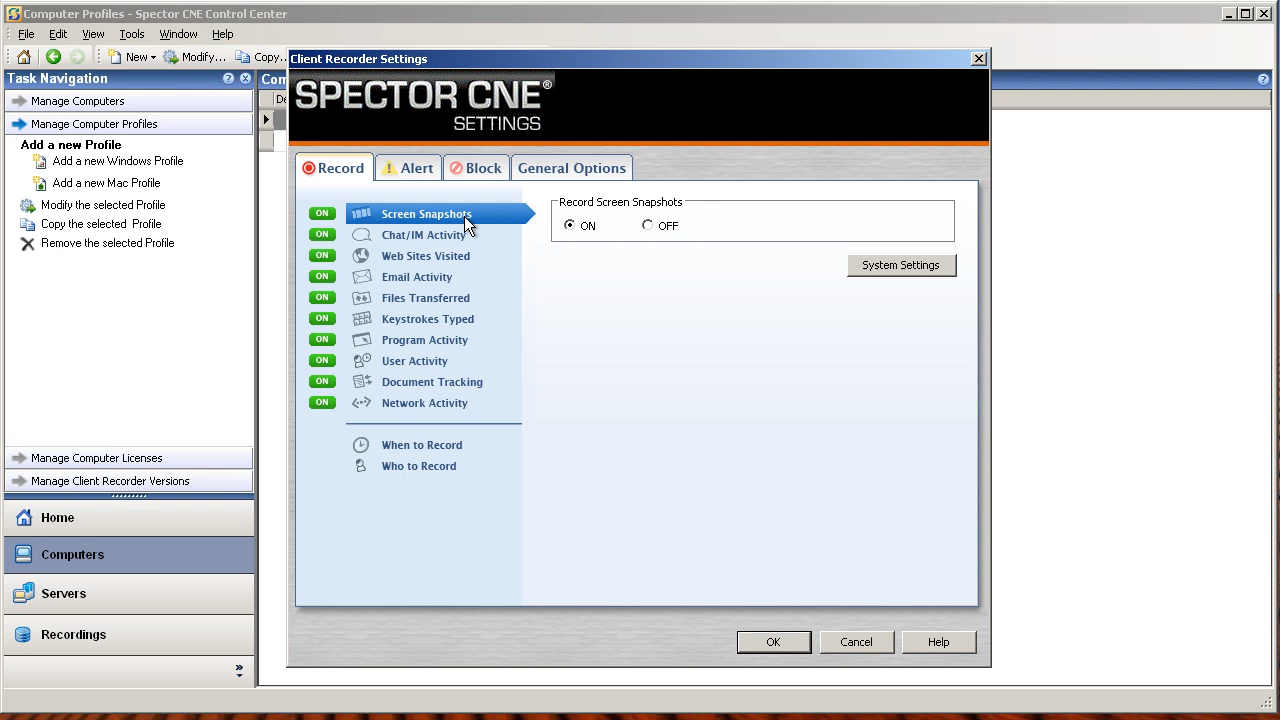 Computer Profiles - Spector CNE Control Center
File Edit View Tools Window Help
New Modify... Copy...
Task Navigation
Manage Computers
Manage Computer Profiles
Add a new Profile
Add a new Windows Profile
Add a new Mac Profile
Modify the selected Profile
Copy the selected Profile
Remove the selected Profile
Manage Computer Licenses
Manage Client Recorder Versions
Home
Computers
Servers
Recordings
Com
De
Client Recorder Settings
SPECTOR CNE®
SETTINGS
Record Alert Block General Options
ON Screen Snapshots
ON Chat/IM Activity
ON Web Sites Visited
ON Email Activity
ON Files Transferred
ON Keystrokes Typed
ON Program Activity
ON User Activity
ON Document Tracking
ON Network Activity
When to Record
Who to Record
Record Screen Snapshots
ON OFF
System Settings
OK Cancel Help